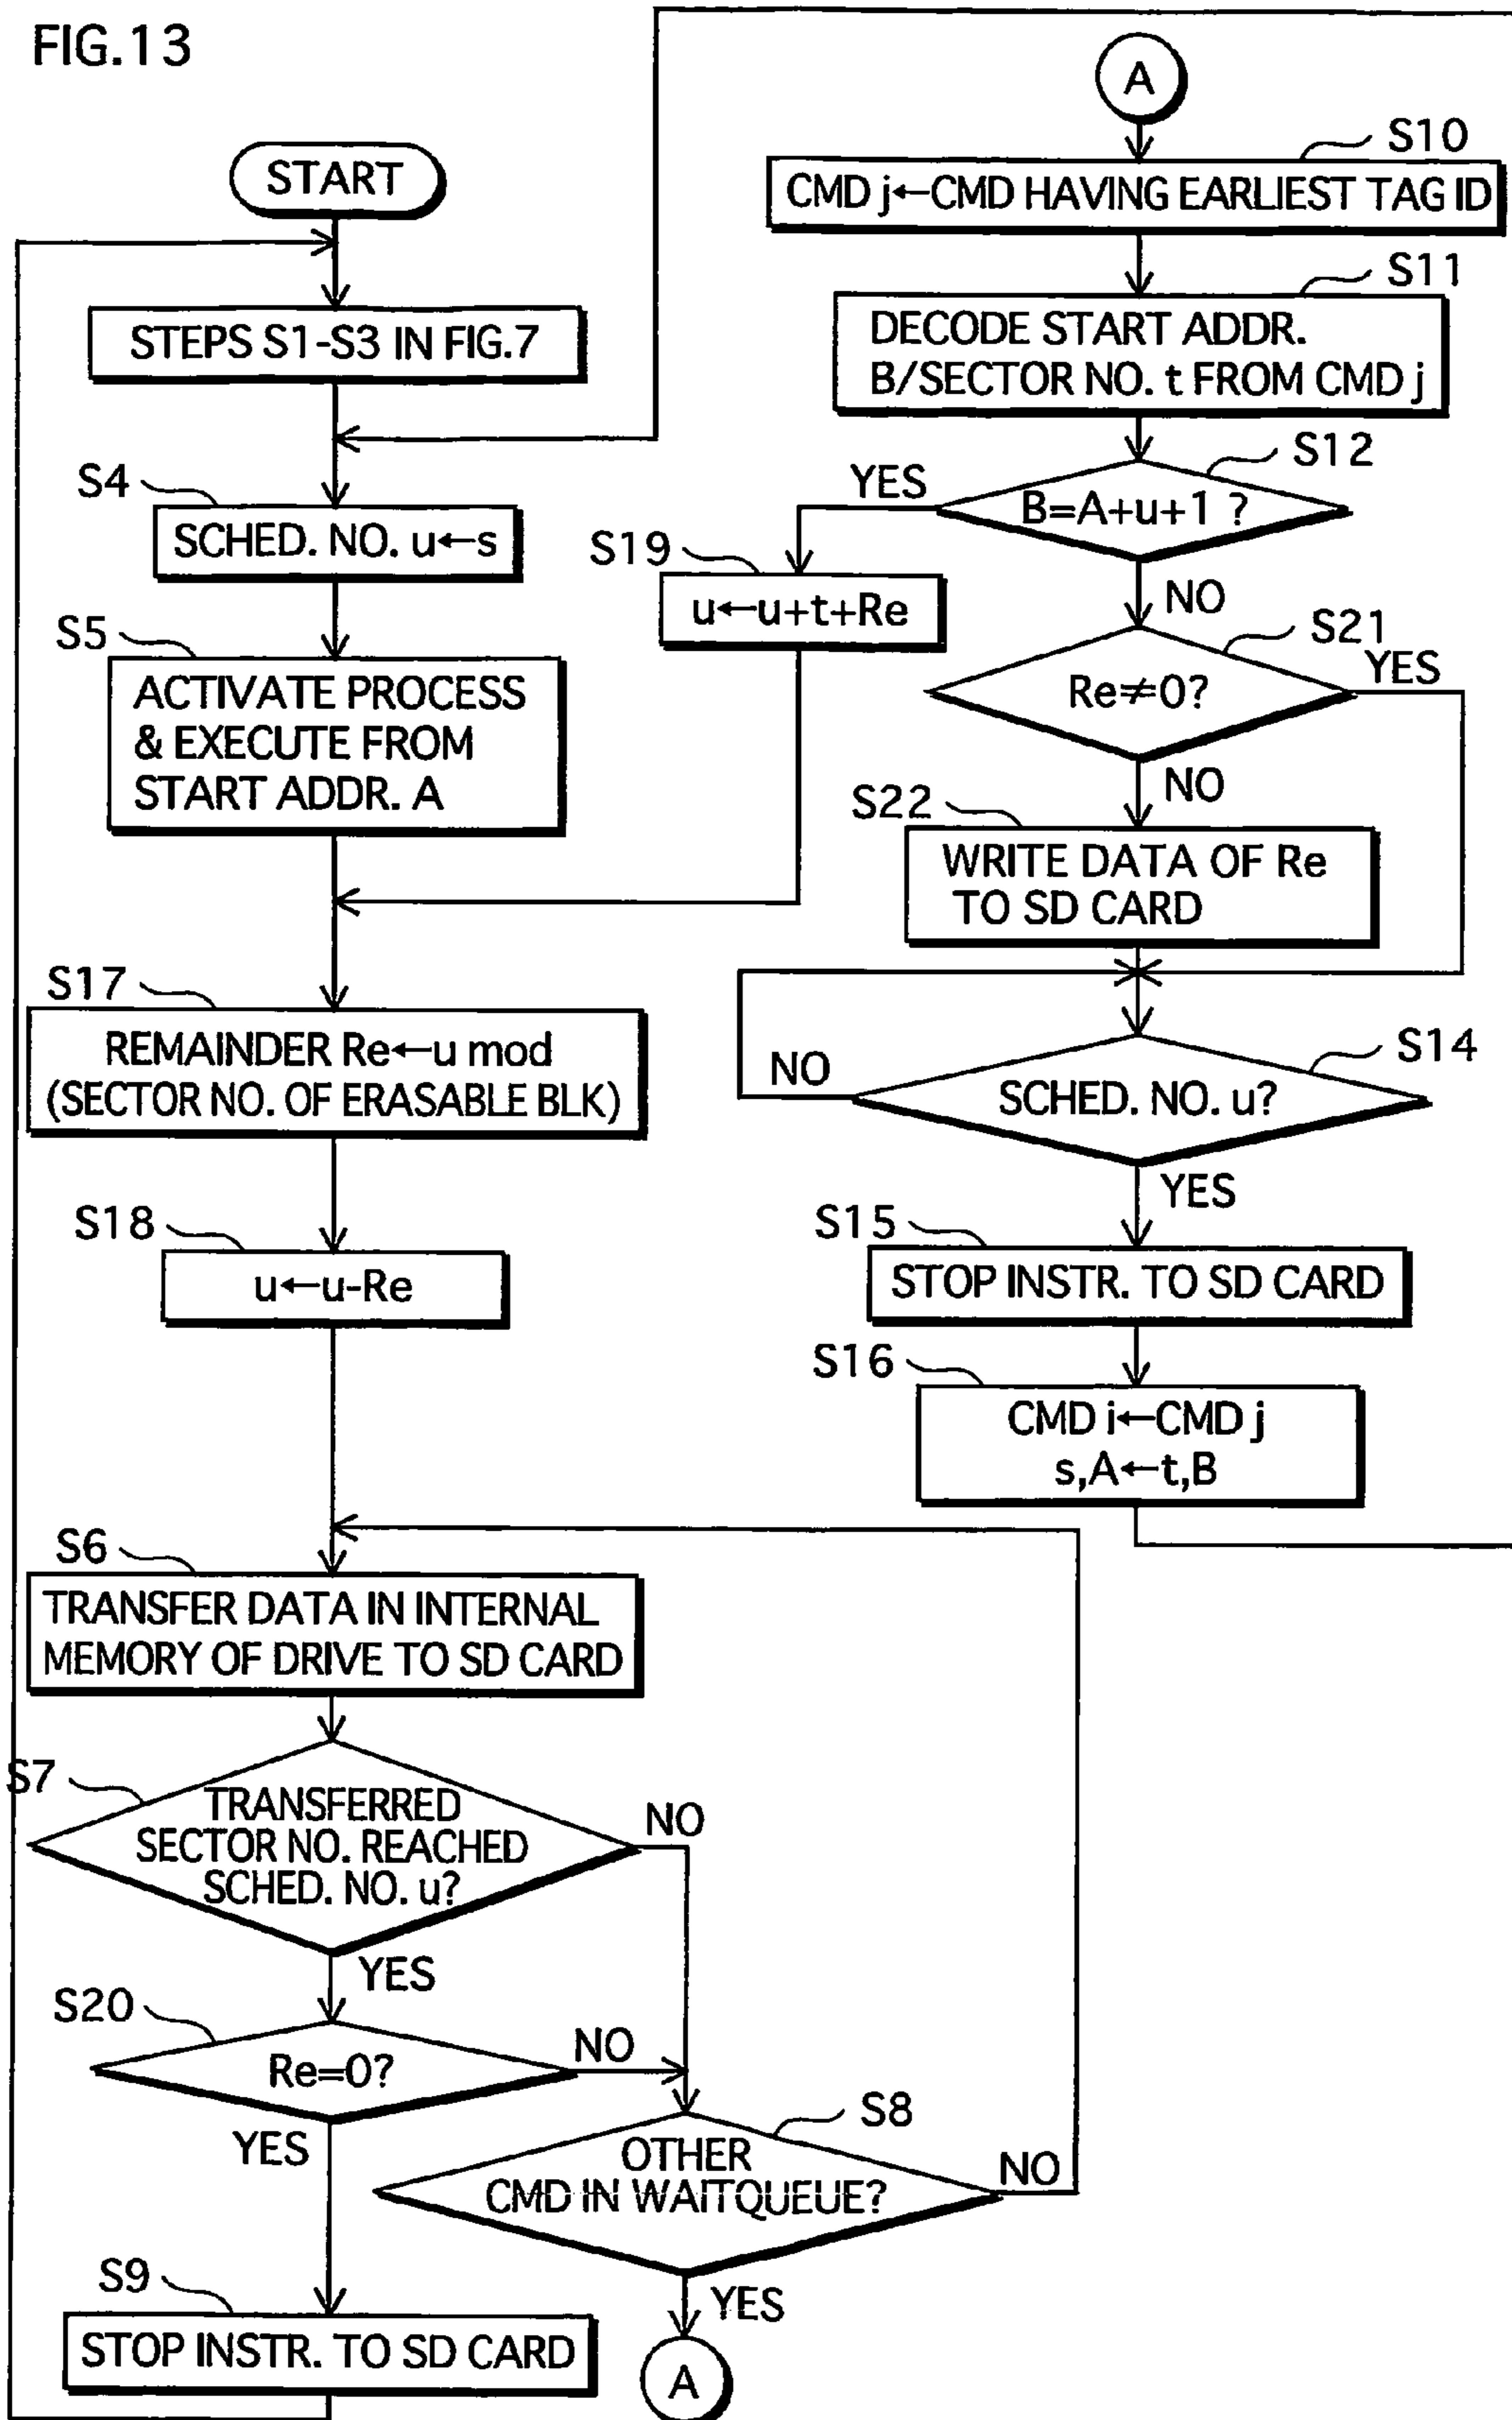 FIG.13
START
STEPS S1-S3 IN FIG.7
S4
SCHED. NO. u←s
S5
ACTIVATE PROCESS
& EXECUTE FROM
START ADDR. A
S17
REMAINDER Re←u mod
(SECTOR NO. OF ERASABLE BLK)
S18
u←u-Re
S6
TRANSFER DATA IN INTERNAL
MEMORY OF DRIVE TO SD CARD
S7
TRANSFERRED
SECTOR NO. REACHED
SCHED. NO. u?
NO
YES
S20
Re=0?
NO
YES
S8
OTHER
CMD IN WAITQUEUE?
NO
YES
S9
STOP INSTR. TO SD CARD
A
A
S10
CMD j←CMD HAVING EARLIEST TAG ID
S11
DECODE START ADDR.
B/SECTOR NO. t FROM CMD j
S12
B=A+u+1 ?
YES
NO
S19
u←u+t+Re
S21
Re≠0?
YES
NO
S22
WRITE DATA OF Re
TO SD CARD
S14
SCHED. NO. u?
NO
YES
S15
STOP INSTR. TO SD CARD
S16
CMD i←CMD j
s,A←t,B